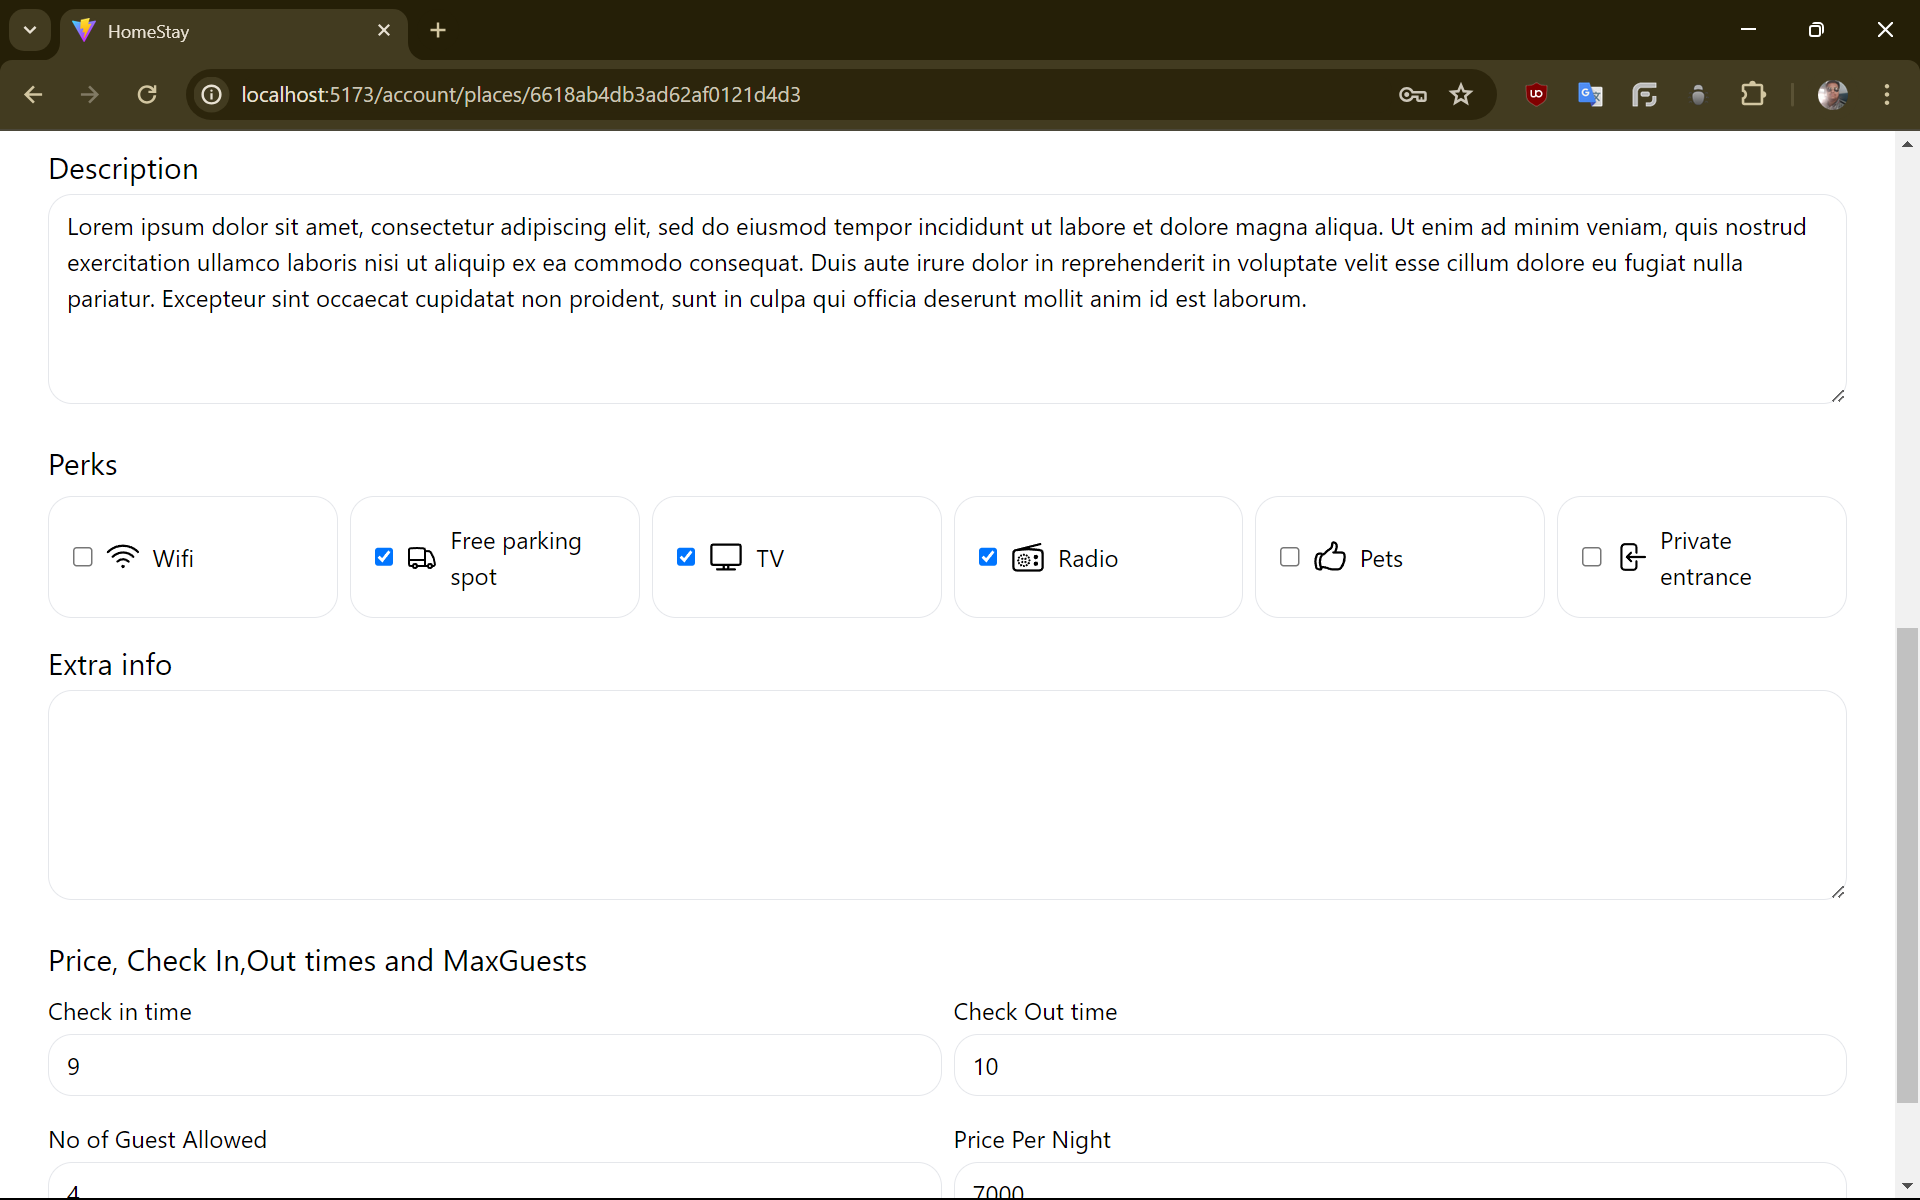 HomeStay
localhost:5173/account/places/6618ab4db3ad62af0121d4d3
Description
Lorem ipsum dolor sit amet, consectetur adipiscing elit, sed do eiusmod tempor incididunt ut labore et dolore magna aliqua. Ut enim ad minim veniam, quis nostrud
exercitation ullamco laboris nisi ut aliquip ex ea commodo consequat. Duis aute irure dolor in reprehenderit in voluptate velit esse cillum dolore eu fugiat nulla
pariatur. Excepteur sint occaecat cupidatat non proident, sunt in culpa qui officia deserunt mollit anim id est laborum.
Perks
Wifi
Free parking
spot
TV
Radio
Pets
Private
entrance
Extra info
Price, Check In,Out times and MaxGuests
Check in time
Check Out time
9
10
No of Guest Allowed
Price Per Night
4
7000